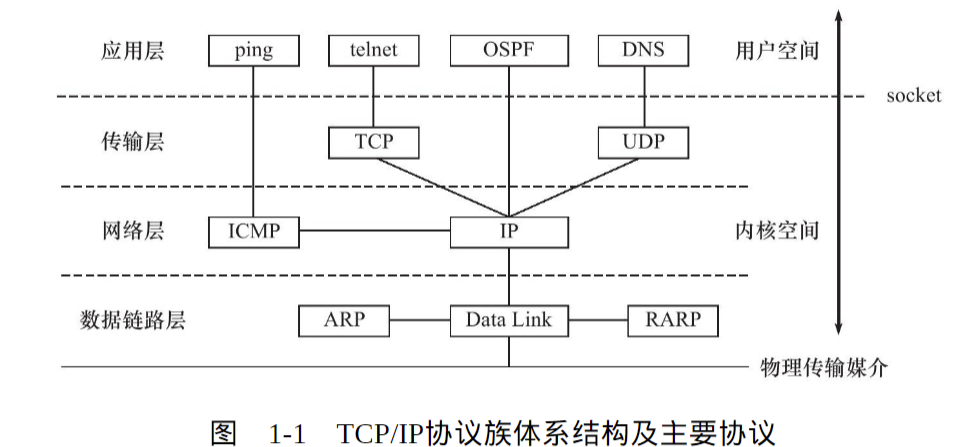 应用层 ping telnet OSPF DNS 用户空间
socket
传输层 TCP UDP
网络层 ICMP IP 内核空间
数据链路层 ARP Data Link RARP
物理传输媒介
图 1-1 TCP/IP协议族体系结构及主要协议